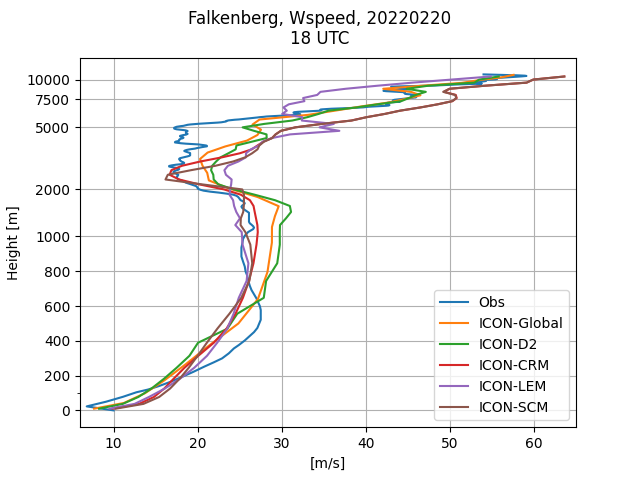 Falkenberg, Wspeed, 20220220
18 UTC
Height [m]
10000
7500
5000
2000
1000
800
600
400
200
0
10 20 30 40 50 60
[m/s]
Obs
ICON-Global
ICON-D2
ICON-CRM
ICON-LEM
ICON-SCM